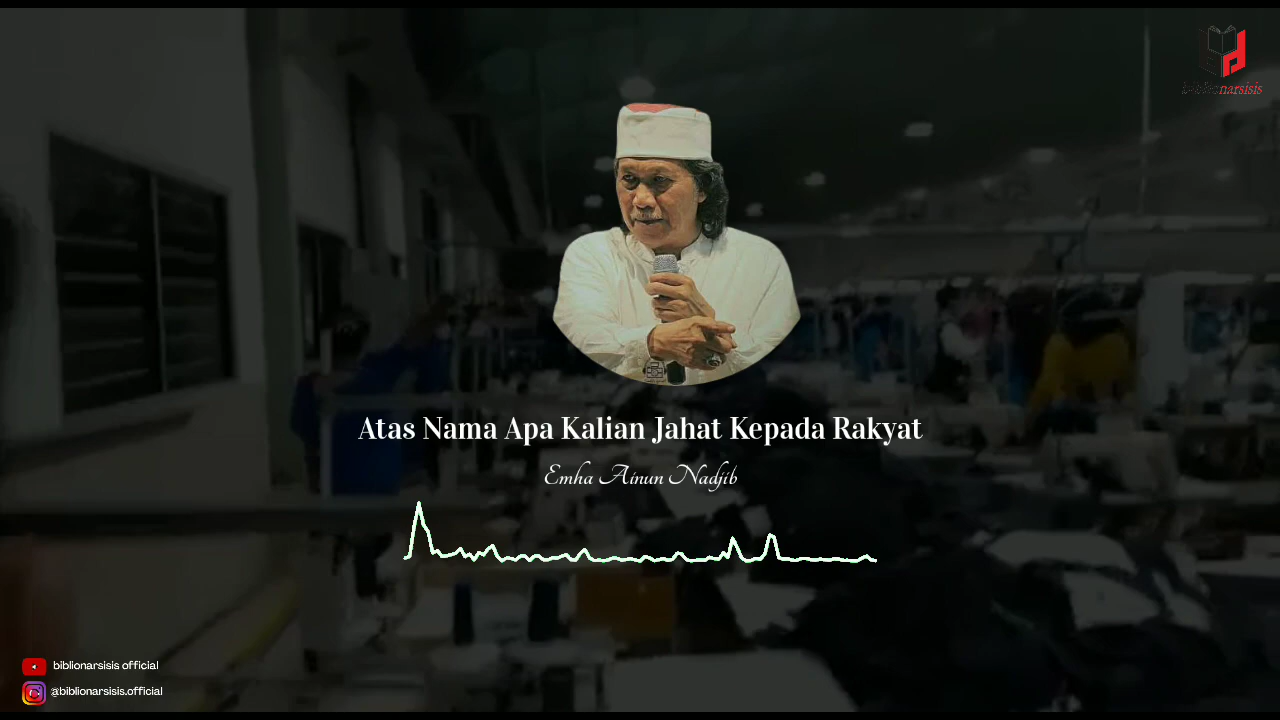 biblionarsisis
Atas Nama Apa Kalian Jahat Kepada Rakyat
Emha Ainun Nadjib
biblionarsisis official
@biblionarsisis.official